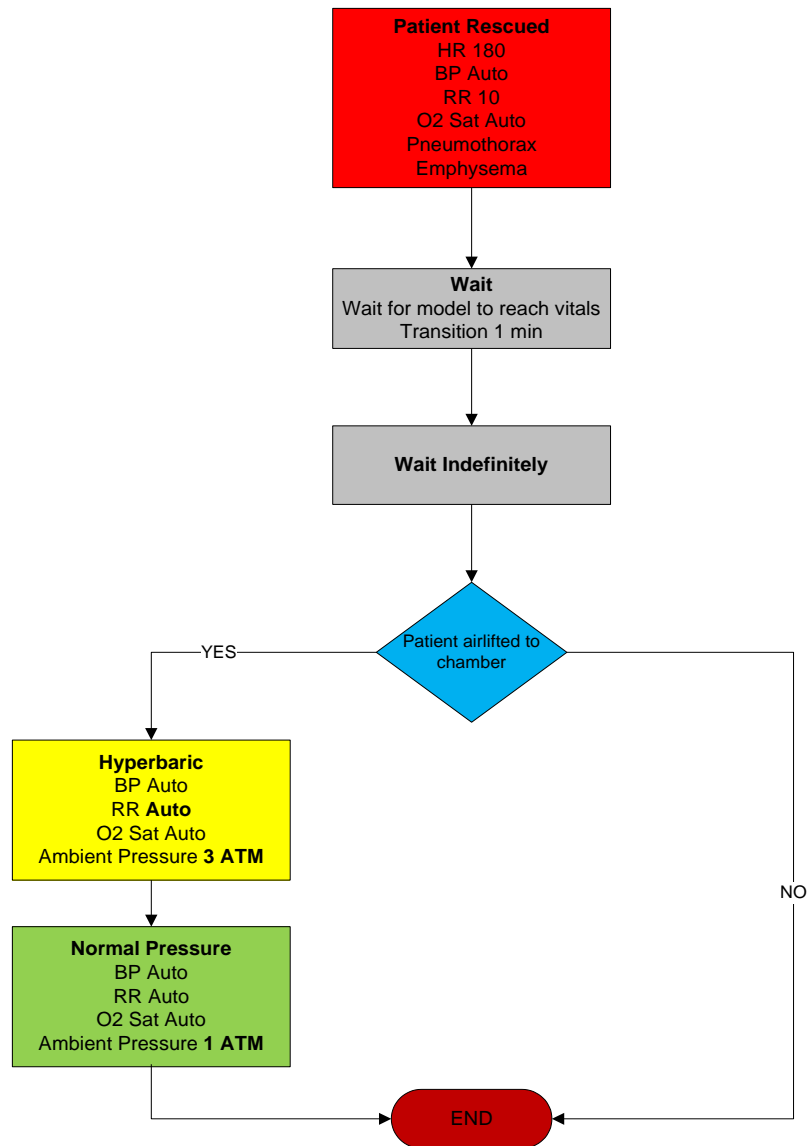 Patient Rescued
HR 180
BP Auto
RR 10
O2 Sat Auto
Pneumothorax
Emphysema
Wait
Wait for model to reach vitals
Transition 1 min
Wait Indefinitely
Patient airlifted to
chamber
YES
Hyperbaric
BP Auto
RR Auto
O2 Sat Auto
Ambient Pressure 3 ATM
NO
Normal Pressure
BP Auto
RR Auto
O2 Sat Auto
Ambient Pressure 1 ATM
END